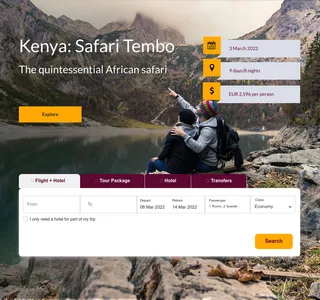 Kenya: Safari Tembo
The quintessential African safari
3 March 2022
9 days/8 nights
EUR 2,596 per person
Explore
Flight + Hotel
Tour Package
Hotel
Transfers
From
To
Depart
08 Mar 2022
Return
14 Mar 2022
Passenger
1 Room, 2 Guests
Class
Economy
I only need a hotel for part of my trip
Search